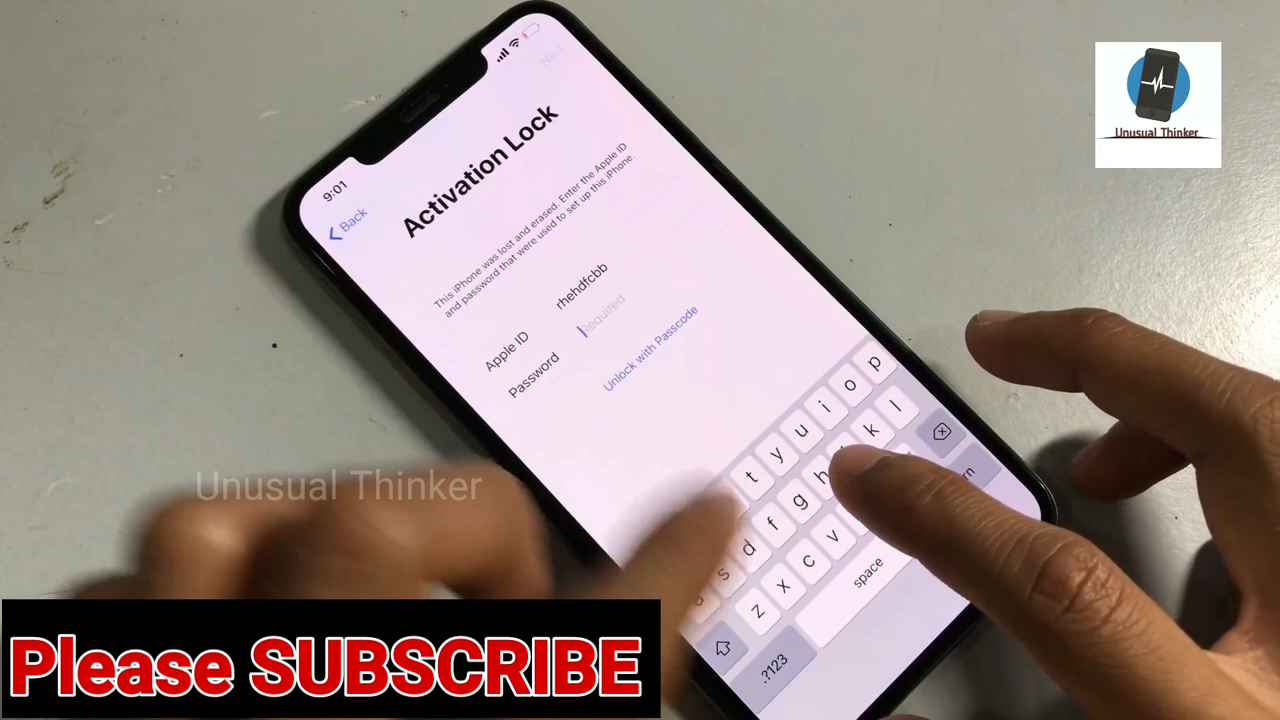 Unusual Thinker
9:01
Back
Next
Activation Lock
This iPhone was lost and erased. Enter the Apple ID
and password that were used to set up this iPhone.
Apple ID rhehdfcbb
Password Required
Unlock with Passcode
t y u i o p
s d f g h k l
z x c v
.?123 space
Unusual Thinker
Please SUBSCRIBE